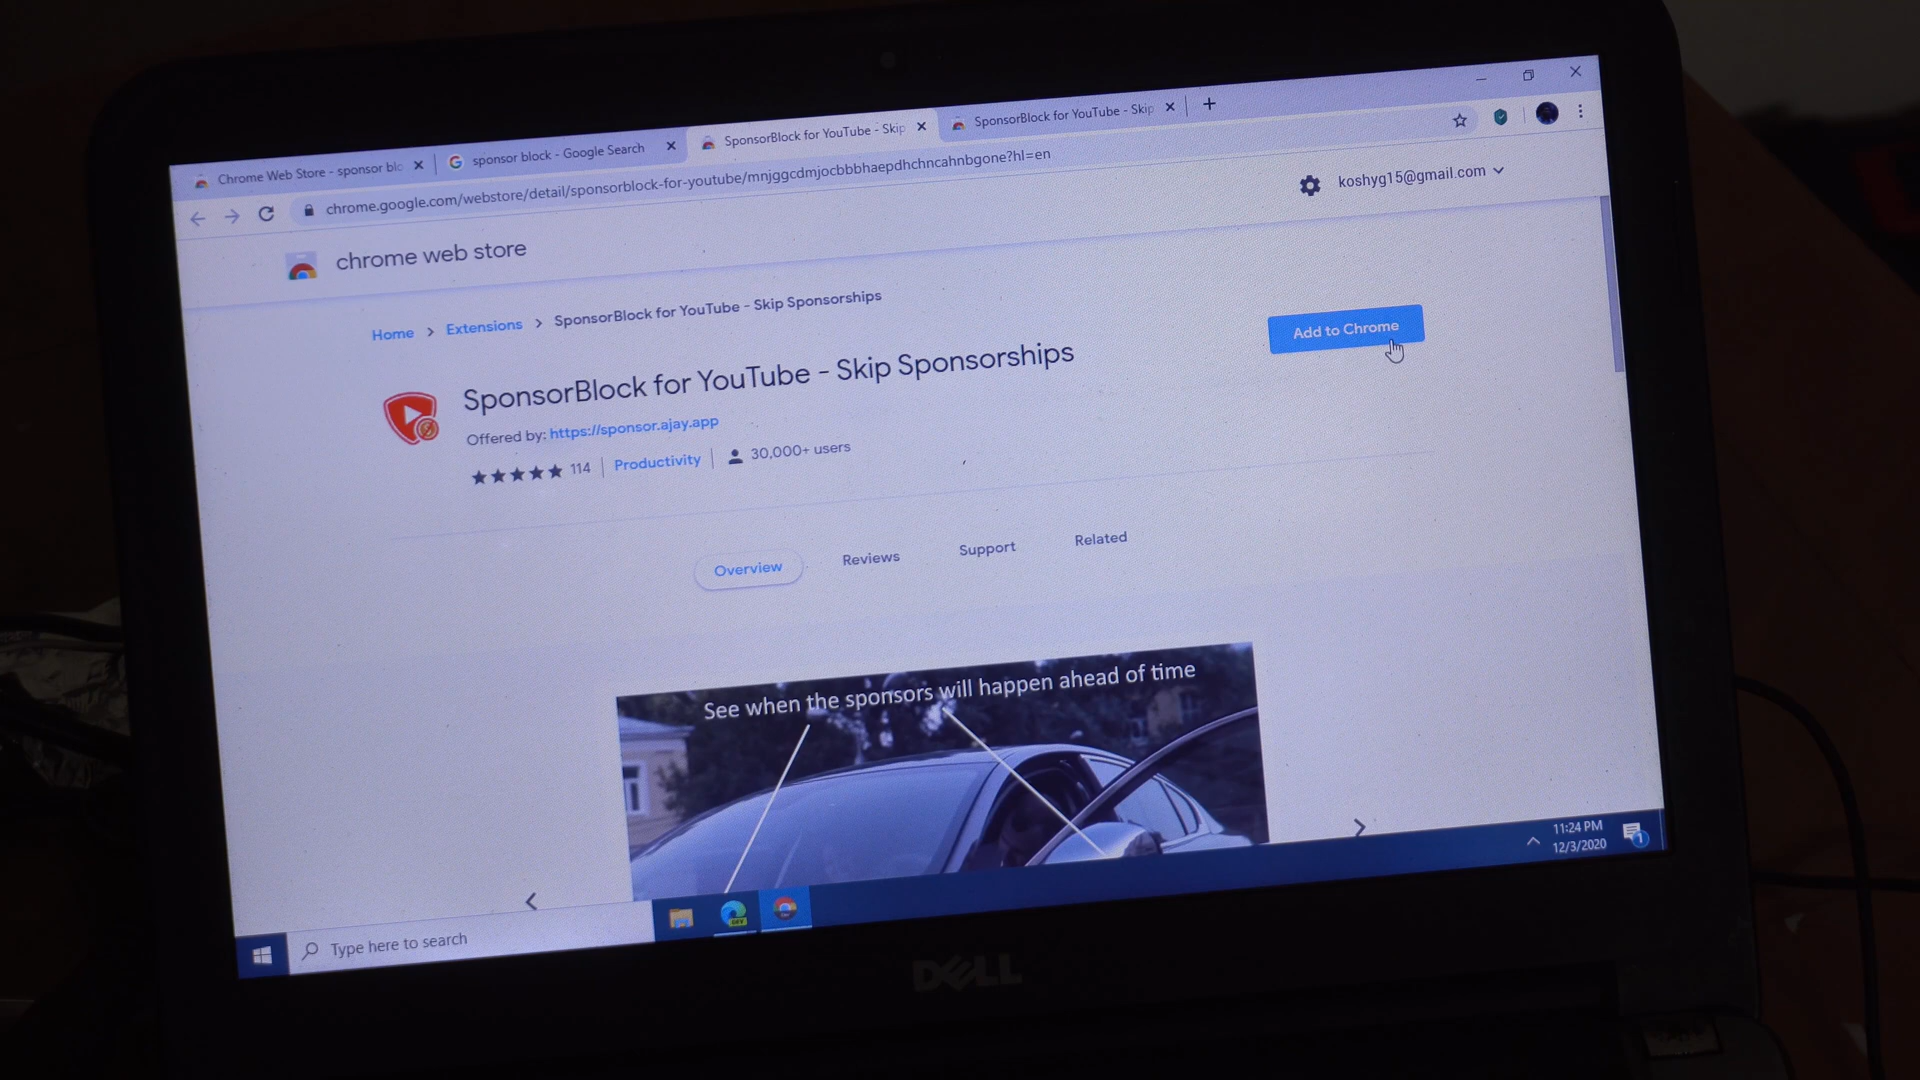 Chrome Web Store - sponsor blo
sponsor block - Google Search
SponsorBlock for YouTube - Skip
SponsorBlock for YouTube - Skip
chrome.google.com/webstore/detail/sponsorblock-for-youtube/mnjggcdmjocbbbhaepdhchncahnbgone?hl=en
chrome web store
koshyg15@gmail.com
Home > Extensions > SponsorBlock for YouTube - Skip Sponsorships
SponsorBlock for YouTube - Skip Sponsorships
Add to Chrome
Offered by: https://sponsor.ajay.app
114 | Productivity | 30,000+ users
Overview
Reviews
Support
Related
See when the sponsors will happen ahead of time
Type here to search
DEV
11:24 PM
12/3/2020
1
DELL